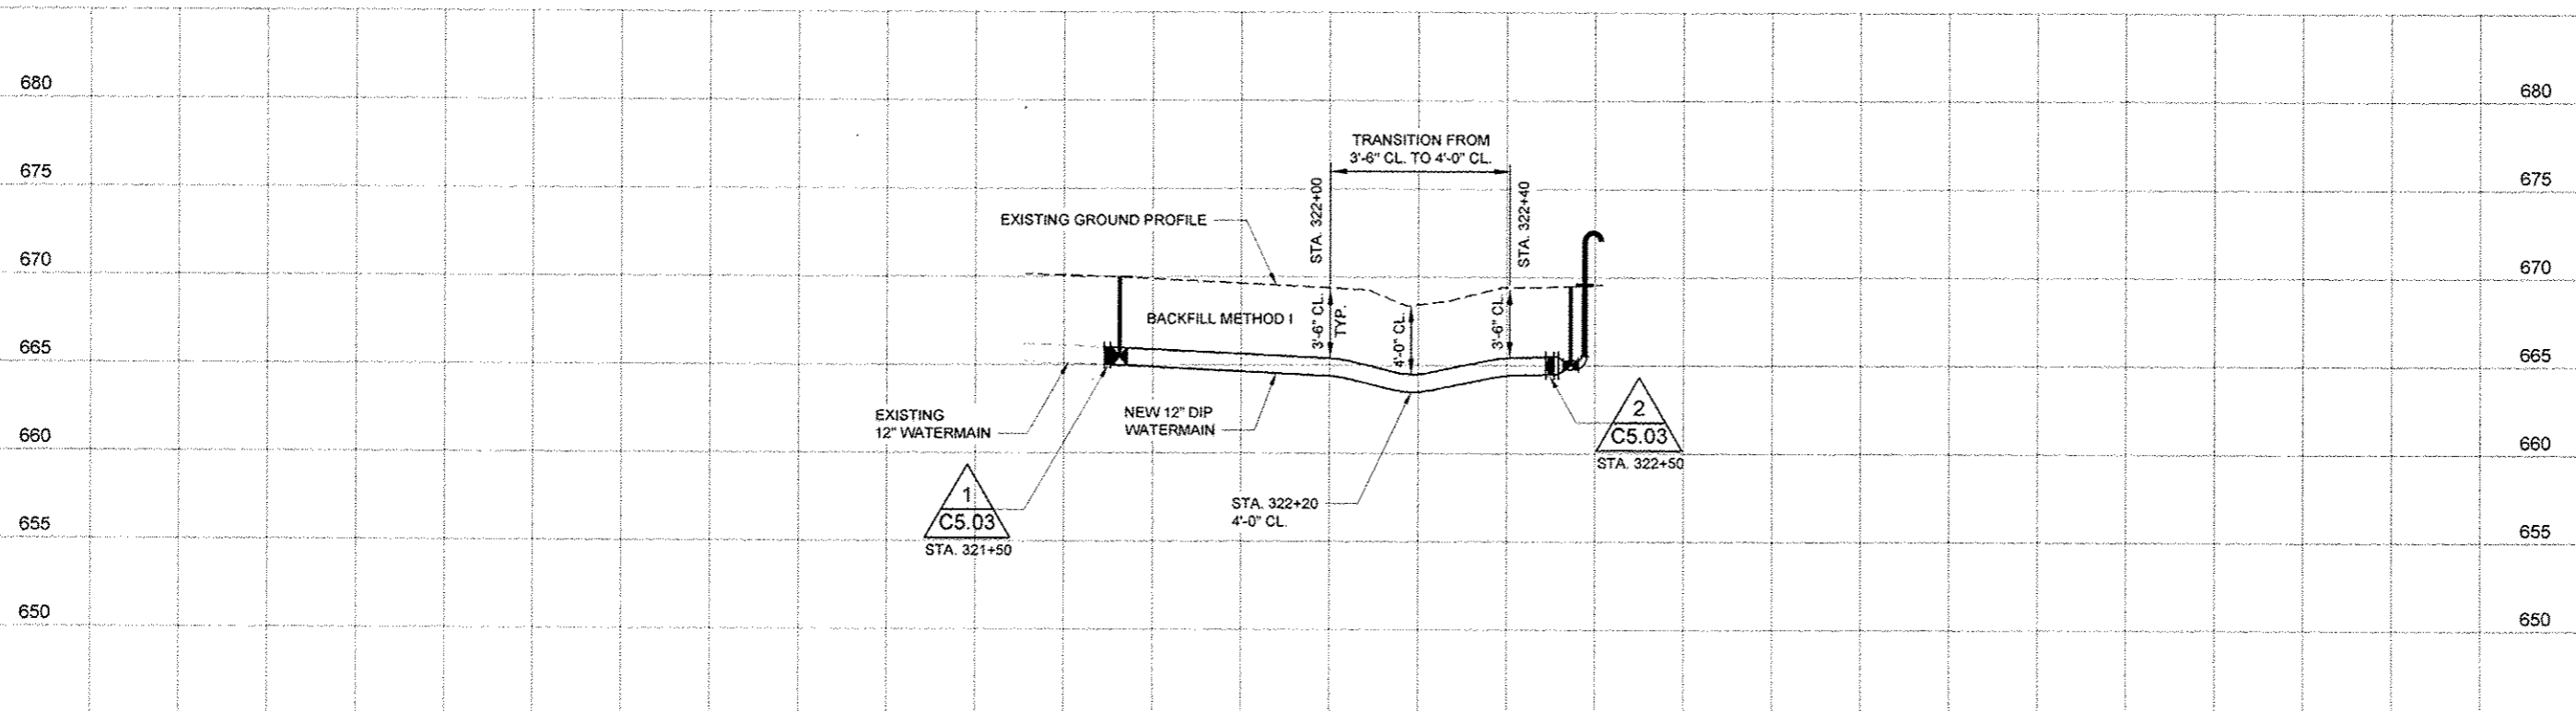 680
680
TRANSITION FROM
3'-6" CL. TO 4'-0" CL.
675
675
STA. 322+00
STA. 322+40
EXISTING GROUND PROFILE
670
670
BACKFILL METHOD I
3'-6" CL.
TYP.
4'-0" CL.
3'-6" CL.
665
665
EXISTING
12" WATERMAIN
NEW 12" DIP
WATERMAIN
2
C5.03
STA. 322+50
660
660
1
C5.03
STA. 321+50
STA. 322+20
4'-0" CL.
655
655
650
650